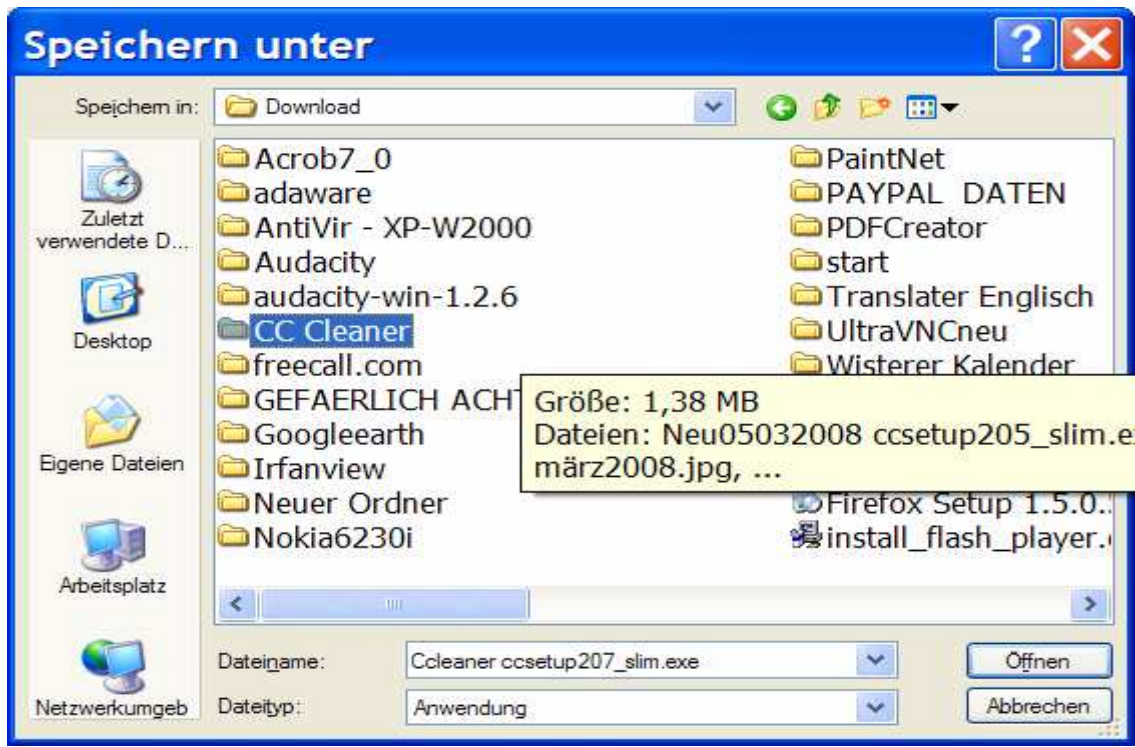 Speichern unter
Speichern in:
Download
Zuletzt
verwendete D...
Desktop
Eigene Dateien
Arbeitsplatz
Netzwerkumgeb
Acrob7_0
adaware
AntiVir - XP-W2000
Audacity
audacity-win-1.2.6
CC Cleaner
freecall.com
GEFAERLICH ACHT
Googleearth
Irfanview
Neuer Ordner
Nokia6230i
PaintNet
PAYPAL DATEN
PDFCreator
start
Translater Englisch
UltraVNCneu
Wisterer Kalender
Größe: 1,38 MB
Dateien: Neu05032008 ccsetup205_slim.e
märz2008.jpg, ...
Firefox Setup 1.5.0.
install_flash_player.
Dateiname:
Ccleaner ccsetup207_slim.exe
Öffnen
Dateityp:
Anwendung
Abbrechen